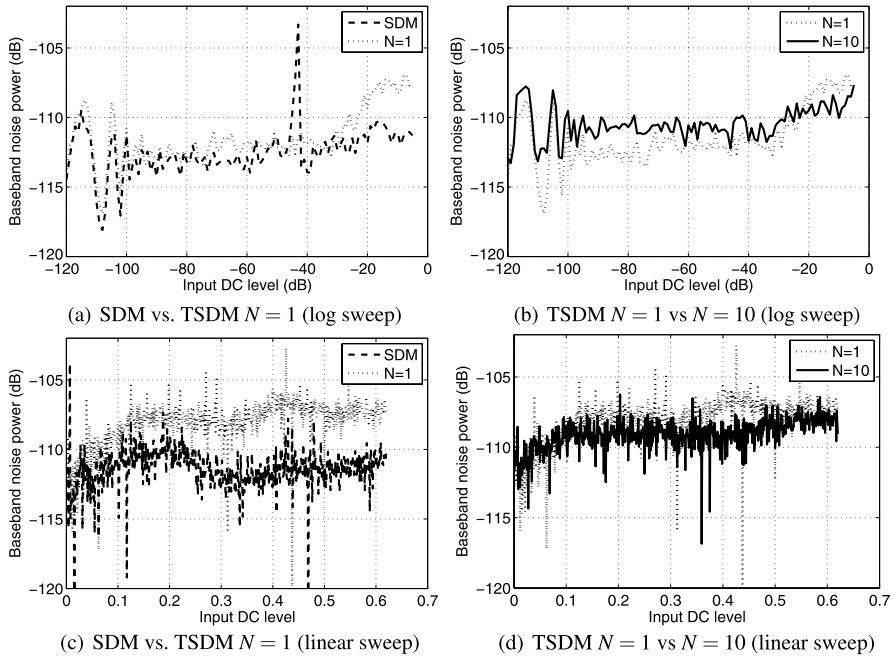 SDM
N=1
−105
−110
−115
−120
Baseband noise power (dB)
−120 −100 −80 −60 −40 −20 0
Input DC level (dB)
(a) SDM vs. TSDM N = 1 (log sweep)
N=1
N=10
−105
−110
−115
−120
Baseband noise power (dB)
−120 −100 −80 −60 −40 −20 0
Input DC level (dB)
(b) TSDM N = 1 vs N = 10 (log sweep)
SDM
N=1
−105
−110
−115
−120
Baseband noise power (dB)
0 0.1 0.2 0.3 0.4 0.5 0.6 0.7
Input DC level
(c) SDM vs. TSDM N = 1 (linear sweep)
N=1
N=10
−105
−110
−115
−120
Baseband noise power (dB)
0 0.1 0.2 0.3 0.4 0.5 0.6 0.7
Input DC level
(d) TSDM N = 1 vs N = 10 (linear sweep)